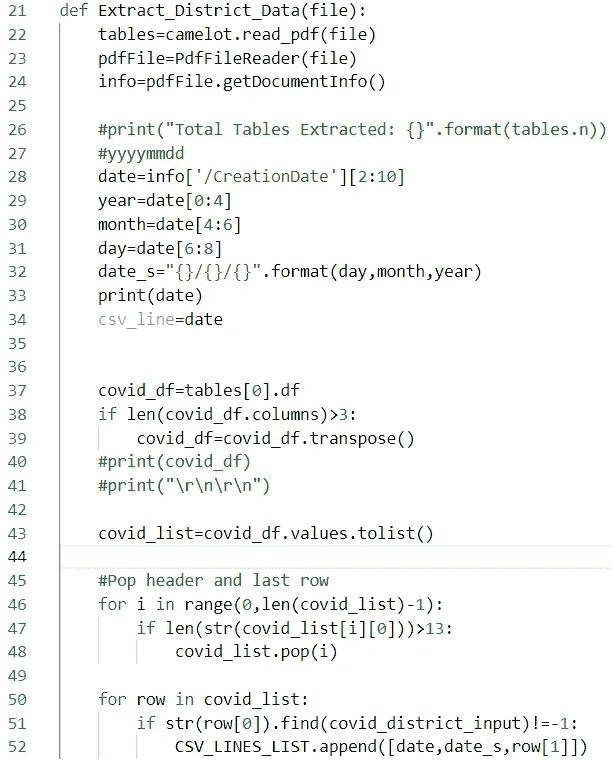 21 def Extract_District_Data(file):
22     tables=camelot.read_pdf(file)
23     pdfFile=PdfFileReader(file)
24     info=pdfFile.getDocumentInfo()
25
26     #print("Total Tables Extracted: {}".format(tables.n))
27     #yyyymmdd
28     date=info['/CreationDate'][2:10]
29     year=date[0:4]
30     month=date[4:6]
31     day=date[6:8]
32     date_s="{}/{}/{}".format(day,month,year)
33     print(date)
34     csv_line=date
35
36
37     covid_df=tables[0].df
38     if len(covid_df.columns)>3:
39         covid_df=covid_df.transpose()
40     #print(covid_df)
41     #print("\r\n\r\n")
42
43     covid_list=covid_df.values.tolist()
44
45     #Pop header and last row
46     for i in range(0,len(covid_list)-1):
47         if len(str(covid_list[i][0]))>13:
48             covid_list.pop(i)
49
50     for row in covid_list:
51         if str(row[0]).find(covid_district_input)!=-1:
52             CSV_LINES_LIST.append([date,date_s,row[1]])